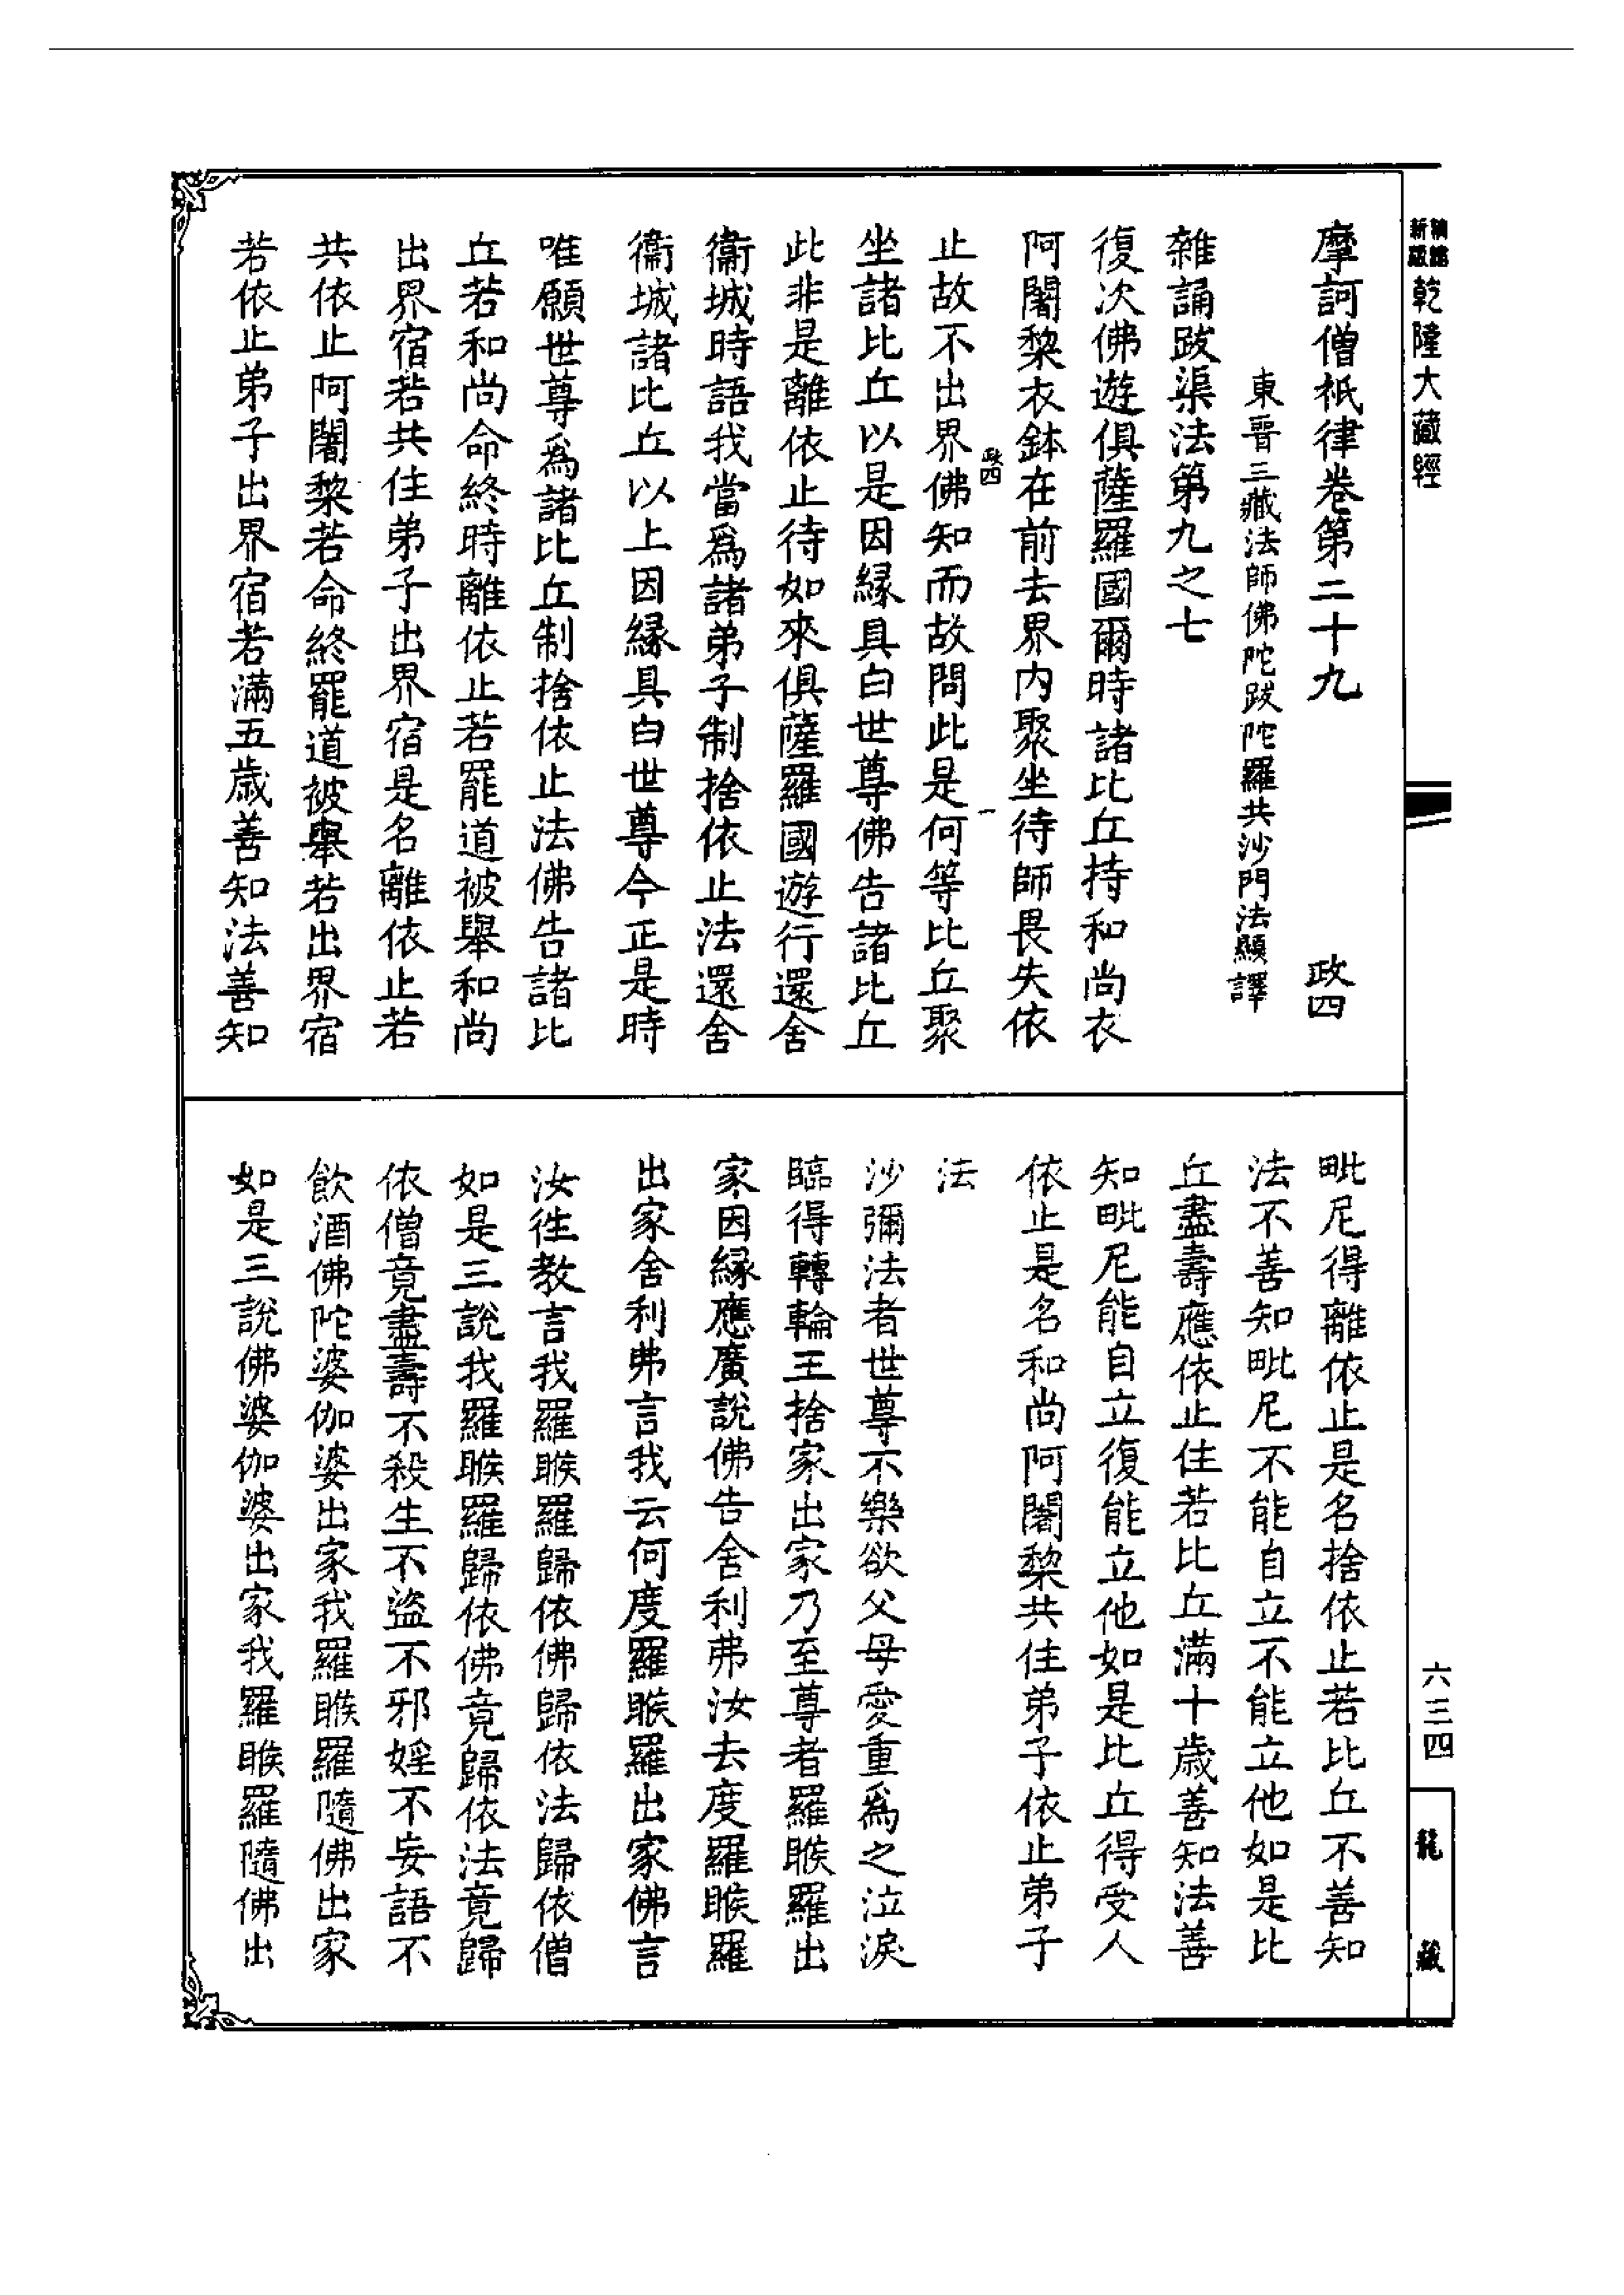 乾隆大藏經
摩訶僧祇律卷第二十九 政四
東晉三藏法師佛陀跋陀羅共沙門法顯譯
雜誦跋渠法第九之七
復次佛遊俱薩羅國爾時諸比丘持和尚衣
阿闍黎衣鉢在前去界內聚坐待師畏失依
政四 一
止故不出界佛知而故問此是何等比丘聚
坐諸比丘以是因緣具白世尊佛告諸比丘
此非是離依止待如來俱薩羅國遊行還舍
衞城時語我當爲諸弟子制捨依止法還舍
衞城諸比丘以上因緣具白世尊今正是時
唯願世尊爲諸比丘制捨依止法佛告諸比
丘若和尚命終時離依止若罷道被舉和尚
出界宿若共住弟子出界宿是名離依止若
共依止阿闍黎若命終罷道被舉若出界宿
若依止弟子出界宿若滿五歲善知法善知
毗尼得離依止是名捨依止若比丘不善知
法不善知毗尼不能自立不能立他如是比
丘盡壽應依止住若比丘滿十歲善知法善
知毗尼能自立復能立他如是比丘得受人
依止是名和尚阿闍黎共住弟子依止弟子
法
沙彌法者世尊不樂欲父母愛重爲之泣淚
臨得轉輪王捨家出家乃至尊者羅睺羅出
家因緣應廣說佛告舍利弗汝去度羅睺羅
出家舍利弗言我云何度羅睺羅出家佛言
汝往教言我羅睺羅歸依佛歸依法歸依僧
如是三說我羅睺羅歸依佛竟歸依法竟歸
依僧竟盡壽不殺生不盜不邪婬不妄語不
飲酒佛陀婆伽婆出家我羅睺羅隨佛出家
如是三說佛婆伽婆出家我羅睺羅隨佛出
六三四
龍藏